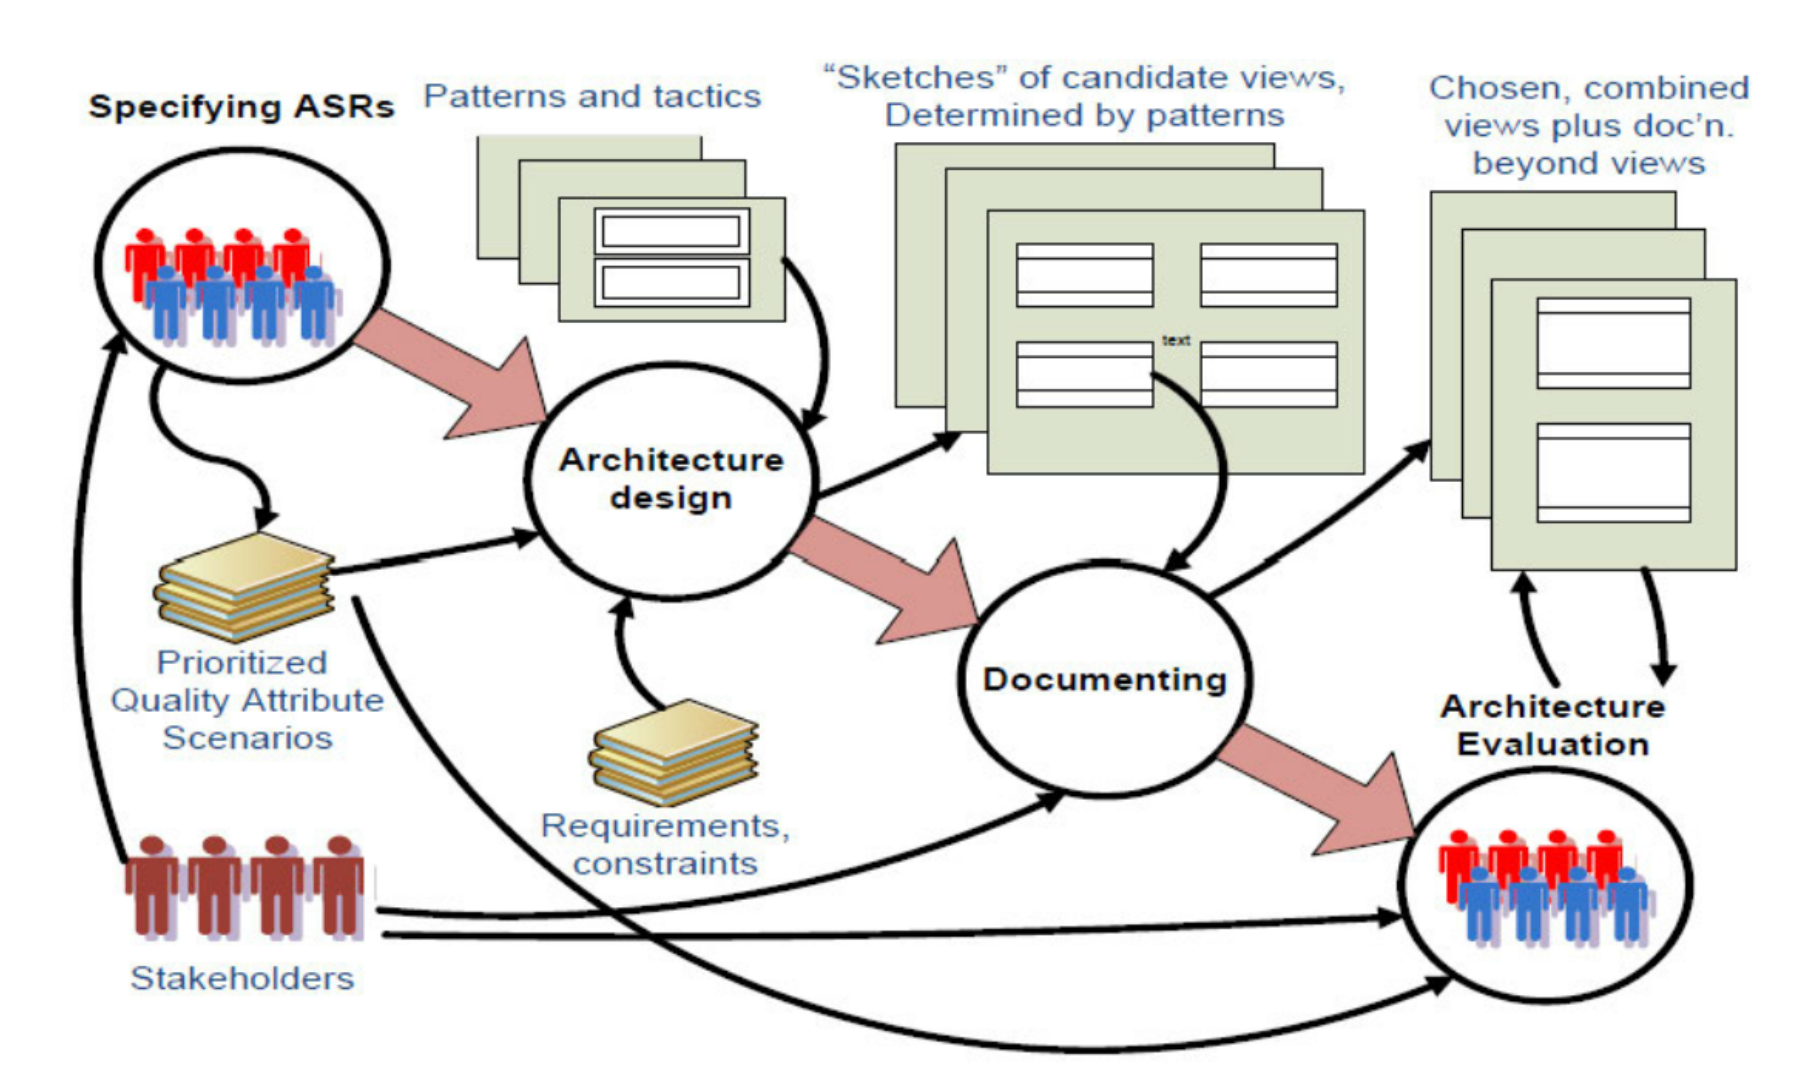 Specifying ASRs
Patterns and tactics
“Sketches” of candidate views,
Determined by patterns
Chosen, combined
views plus doc’n.
beyond views
text
Architecture
design
Prioritized
Quality Attribute
Scenarios
Documenting
Architecture
Evaluation
Requirements,
constraints
Stakeholders